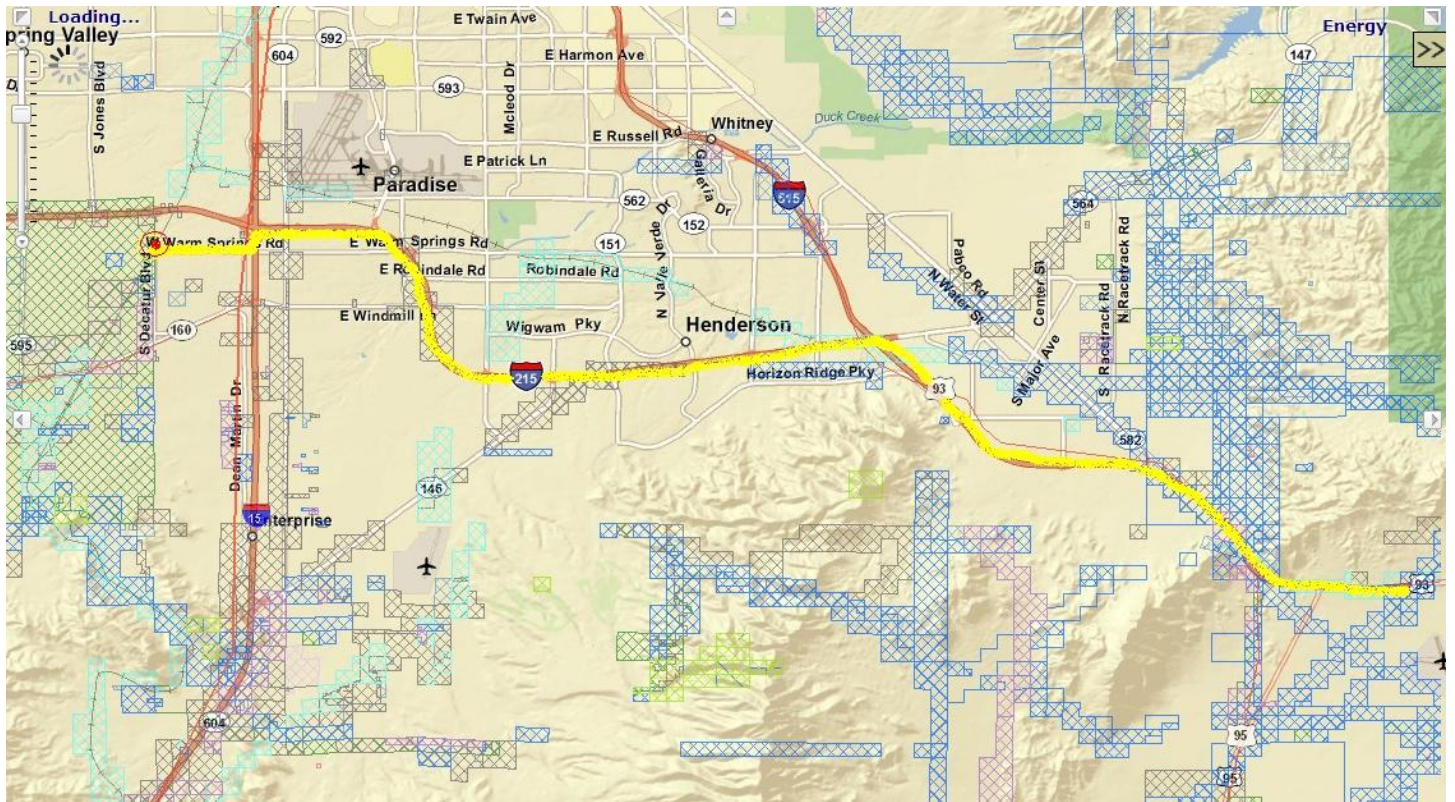 Loading...
pring Valley
E Twain Ave
Energy
>>
592
604
E Harmon Ave
147
D,
593
S Jones Blvd
Mcleod Dr
Duck Creek
E Russell Rd
Whitney
E Patrick Ln
Galleria Dr
Paradise
515
562
564
152
N Valle Verde Dr
W Warm Springs Rd
E Warm Springs Rd
151
Pabco Rd
N Racetrack Rd
E Robindale Rd
Robindale Rd
N Water St
Center St
S Decatur Blvd
160
E Windmill Ln
Wigwam Pky
Henderson
595
S Racetrack Rd
215
Horizon Ridge Pky
S Major Ave
93
Dean Martin Dr
582
146
15
Enterprise
93
604
95
95